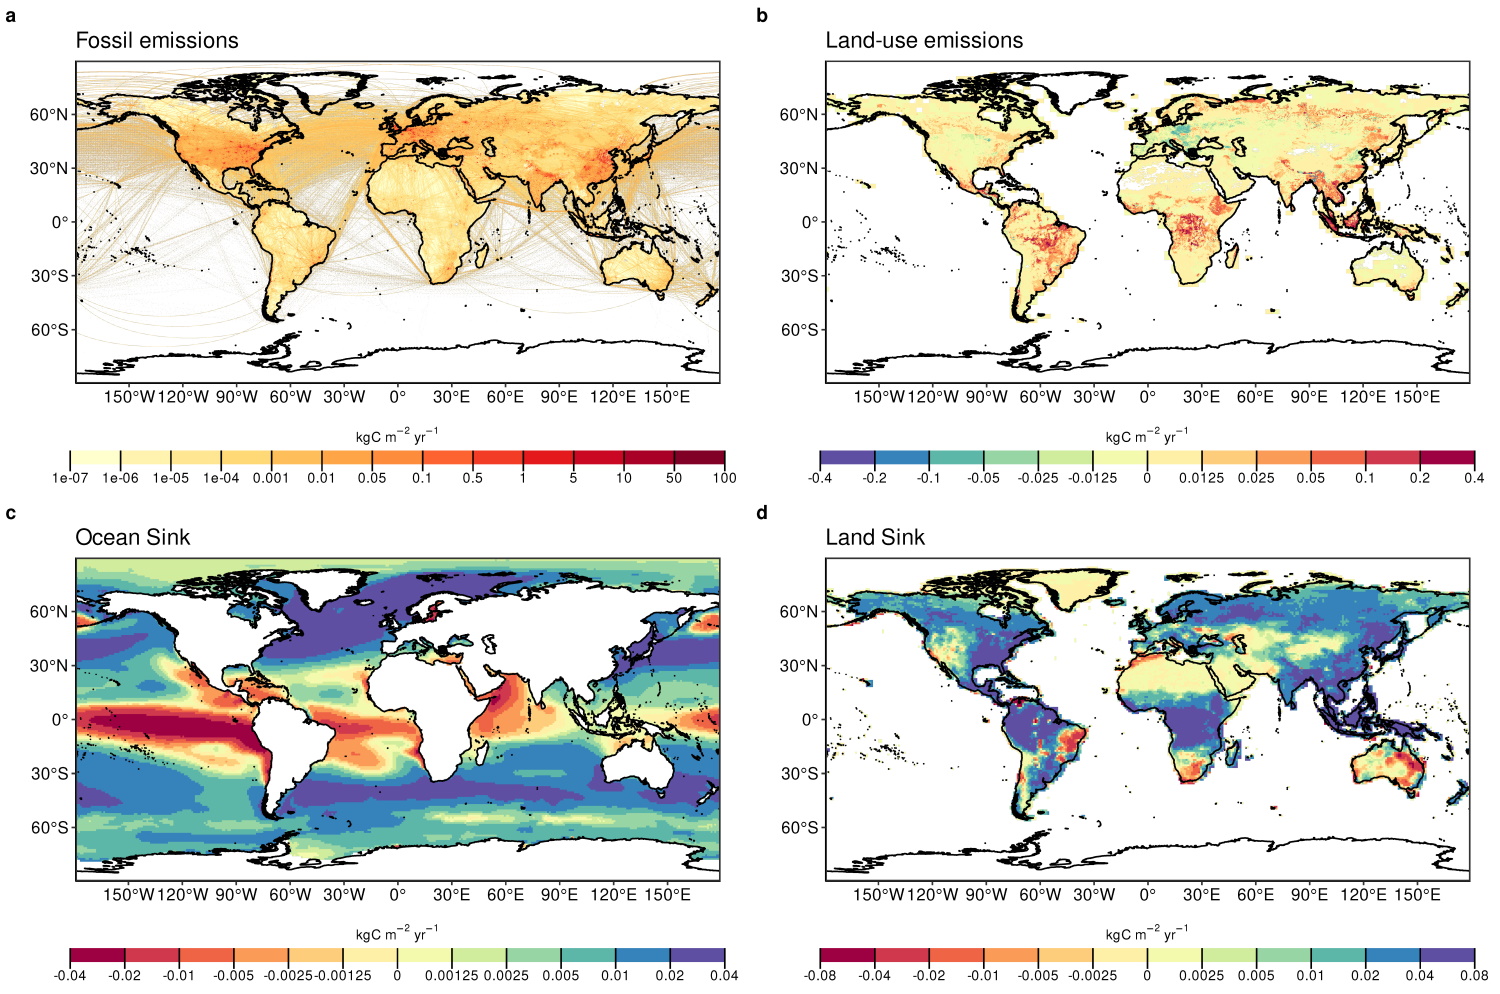 a
Fossil emissions
60°N
30°N
0°
30°S
60°S
150°W 120°W 90°W 60°W 30°W 0° 30°E 60°E 90°E 120°E 150°E
kgC m⁻² yr⁻¹
1e-07 1e-06 1e-05 1e-04 0.001 0.01 0.05 0.1 0.5 1 5 10 50 100
b
Land-use emissions
60°N
30°N
0°
30°S
60°S
150°W 120°W 90°W 60°W 30°W 0° 30°E 60°E 90°E 120°E 150°E
kgC m⁻² yr⁻¹
-0.4 -0.2 -0.1 -0.05 -0.025 -0.0125 0 0.0125 0.025 0.05 0.1 0.2 0.4
c
Ocean Sink
60°N
30°N
0°
30°S
60°S
150°W 120°W 90°W 60°W 30°W 0° 30°E 60°E 90°E 120°E 150°E
kgC m⁻² yr⁻¹
-0.04 -0.02 -0.01 -0.005 -0.0025 -0.00125 0 0.00125 0.0025 0.005 0.01 0.02 0.04
d
Land Sink
60°N
30°N
0°
30°S
60°S
150°W 120°W 90°W 60°W 30°W 0° 30°E 60°E 90°E 120°E 150°E
kgC m⁻² yr⁻¹
-0.08 -0.04 -0.02 -0.01 -0.005 -0.0025 0 0.0025 0.005 0.01 0.02 0.04 0.08